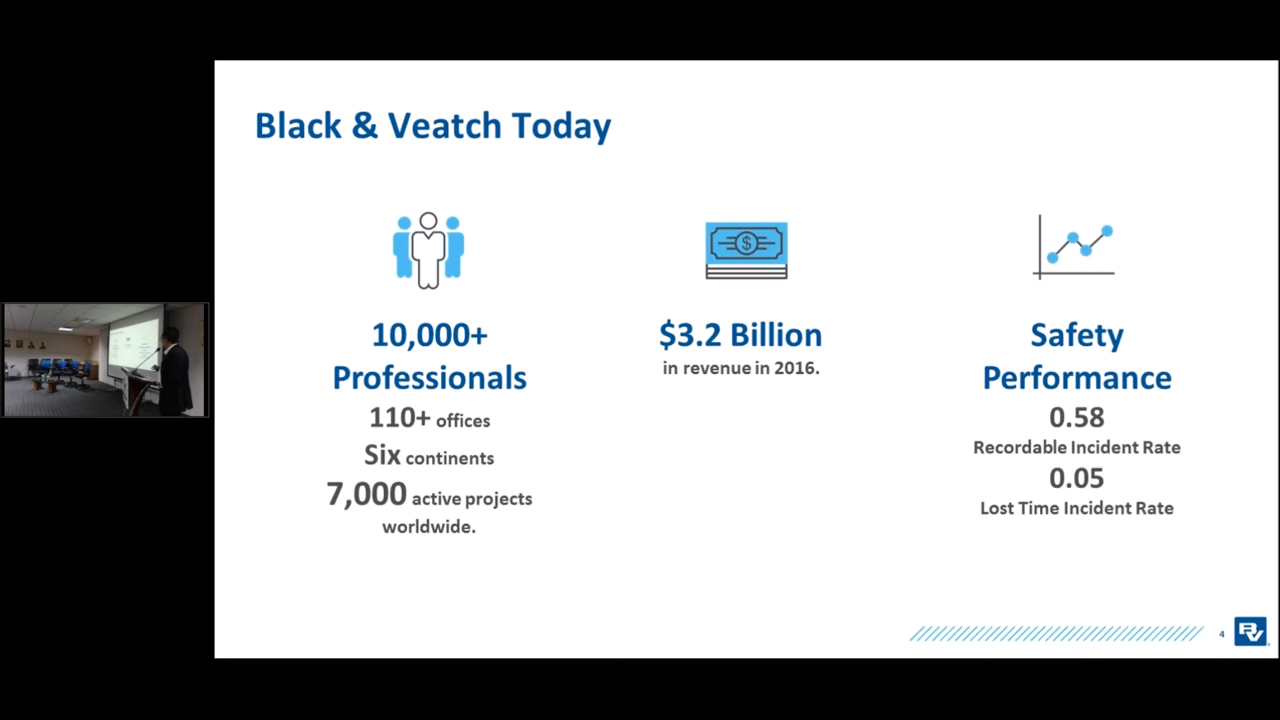 Black & Veatch Today
10,000+
Professionals
110+ offices
Six continents
7,000 active projects
worldwide.
$
$3.2 Billion
in revenue in 2016.
Safety
Performance
0.58
Recordable Incident Rate
0.05
Lost Time Incident Rate
4
BV